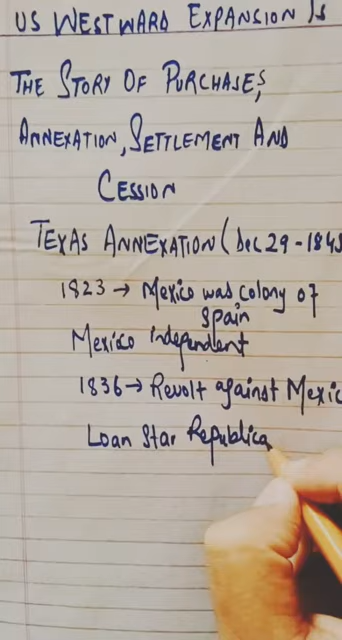 US WESTWARD EXPANSION IS
THE STORY OF PURCHASES,
ANNEXATION, SETTLEMENT AND
CESSION
TEXAS ANNEXATION (Dec 29-1845
1823 → Mexico was colony of
Spain
Mexico independent
1836 → Revolt against Mexic
Loan Star Republica